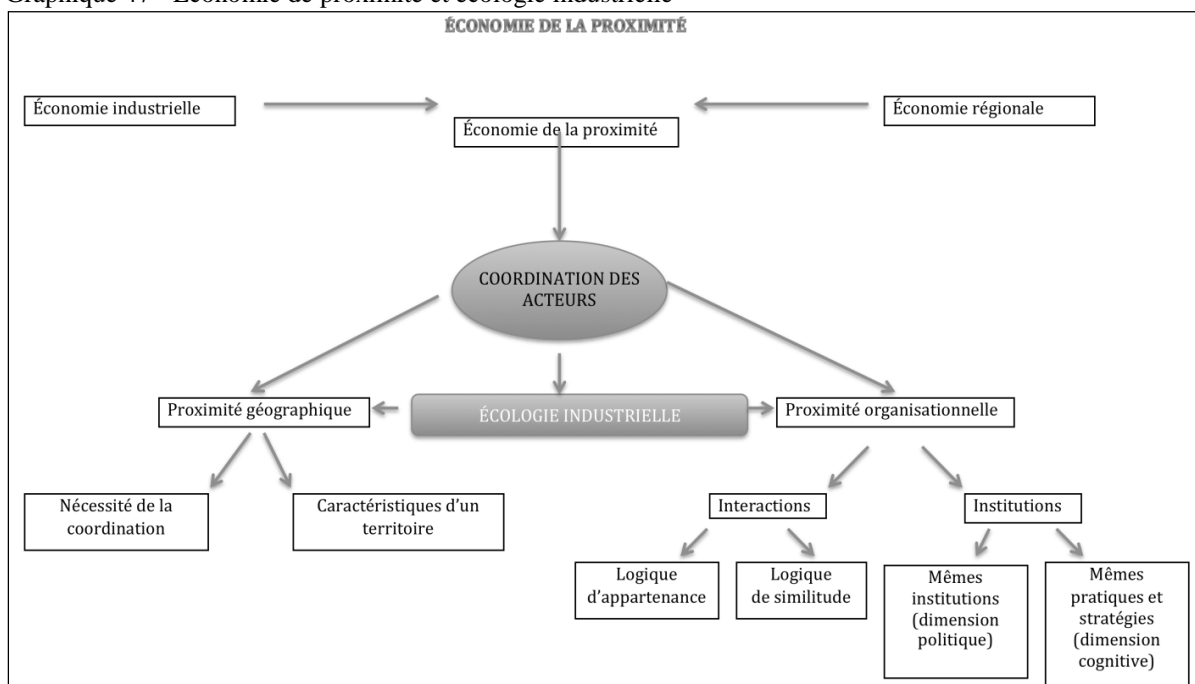 Graphique 47 - Économie de proximité et écologie industrielle
ÉCONOMIE DE LA PROXIMITÉ
Économie industrielle
Économie régionale
Économie de la proximité
COORDINATION DES
ACTEURS
Proximité géographique
ÉCOLOGIE INDUSTRIELLE
Proximité organisationnelle
Nécessité de la
coordination
Caractéristiques d’un
territoire
Interactions
Institutions
Logique
d’appartenance
Logique
de similitude
Mêmes
institutions
(dimension
politique)
Mêmes
pratiques et
stratégies
(dimension
cognitive)